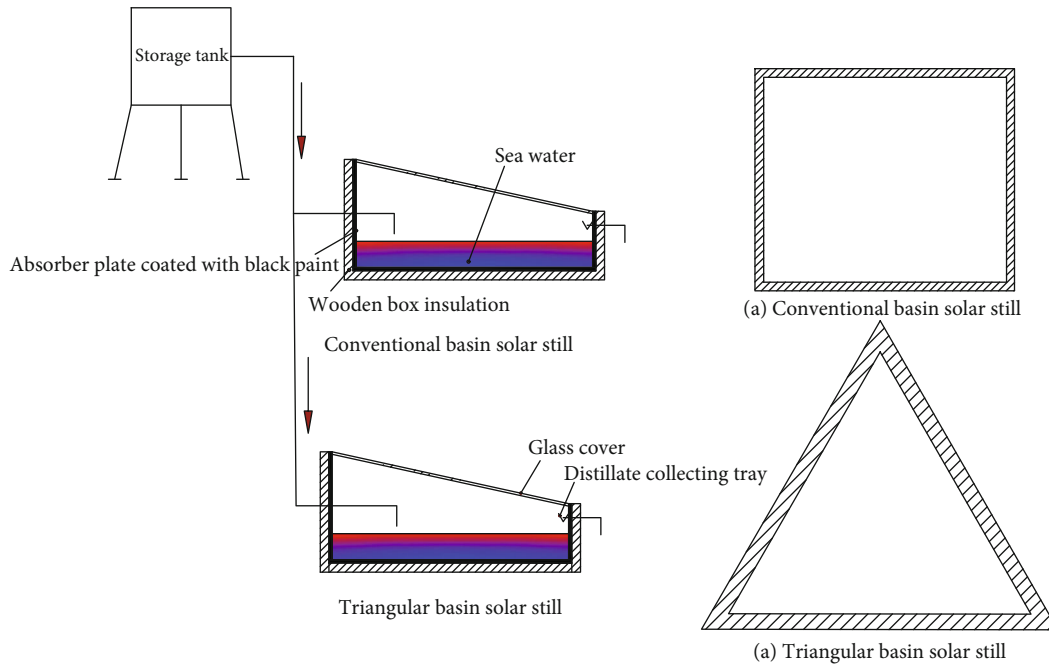 Storage tank
Sea water
Absorber plate coated with black paint
Wooden box insulation
Conventional basin solar still
(a) Conventional basin solar still
Glass cover
Distillate collecting tray
Triangular basin solar still
(a) Triangular basin solar still